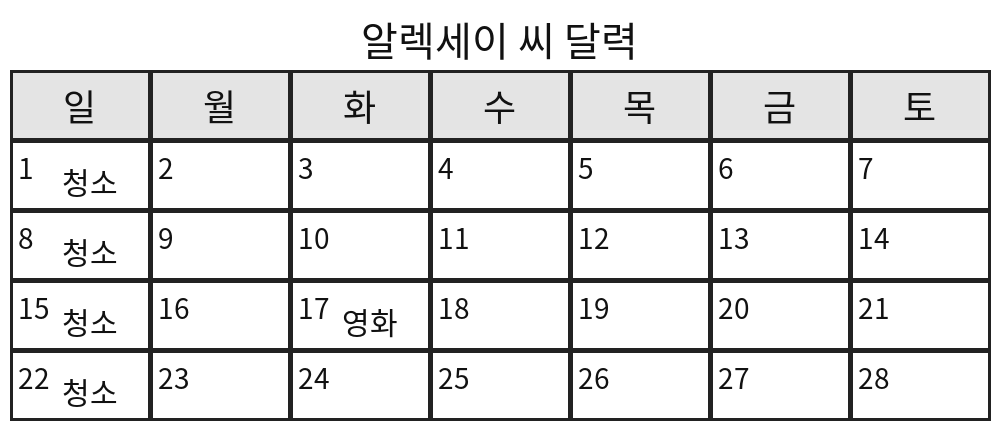 알렉세이 씨 달력
일 월 화 수 목 금 토
1 청소 2 3 4 5 6 7
8 청소 9 10 11 12 13 14
15 청소 16 17 영화 18 19 20 21
22 청소 23 24 25 26 27 28